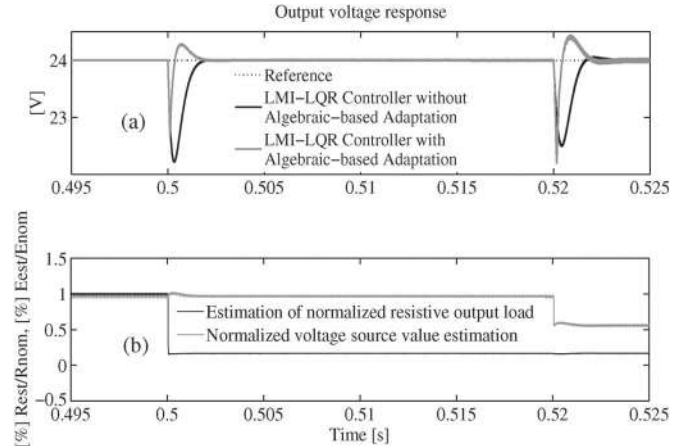 Output voltage response
24
23
[V]
(a)
Reference
LMI-LQR Controller without
Algebraic-based Adaptation
LMI-LQR Controller with
Algebraic-based Adaptation
0.495 0.5 0.505 0.51 0.515 0.52 0.525
[%] Rest/Rnom, [%] Eest/Enom
1.5
1
0.5
0
-0.5
(b)
Estimation of normalized resistive output load
Normalized voltage source value estimation
0.495 0.5 0.505 0.51 0.515 0.52 0.525
Time [s]